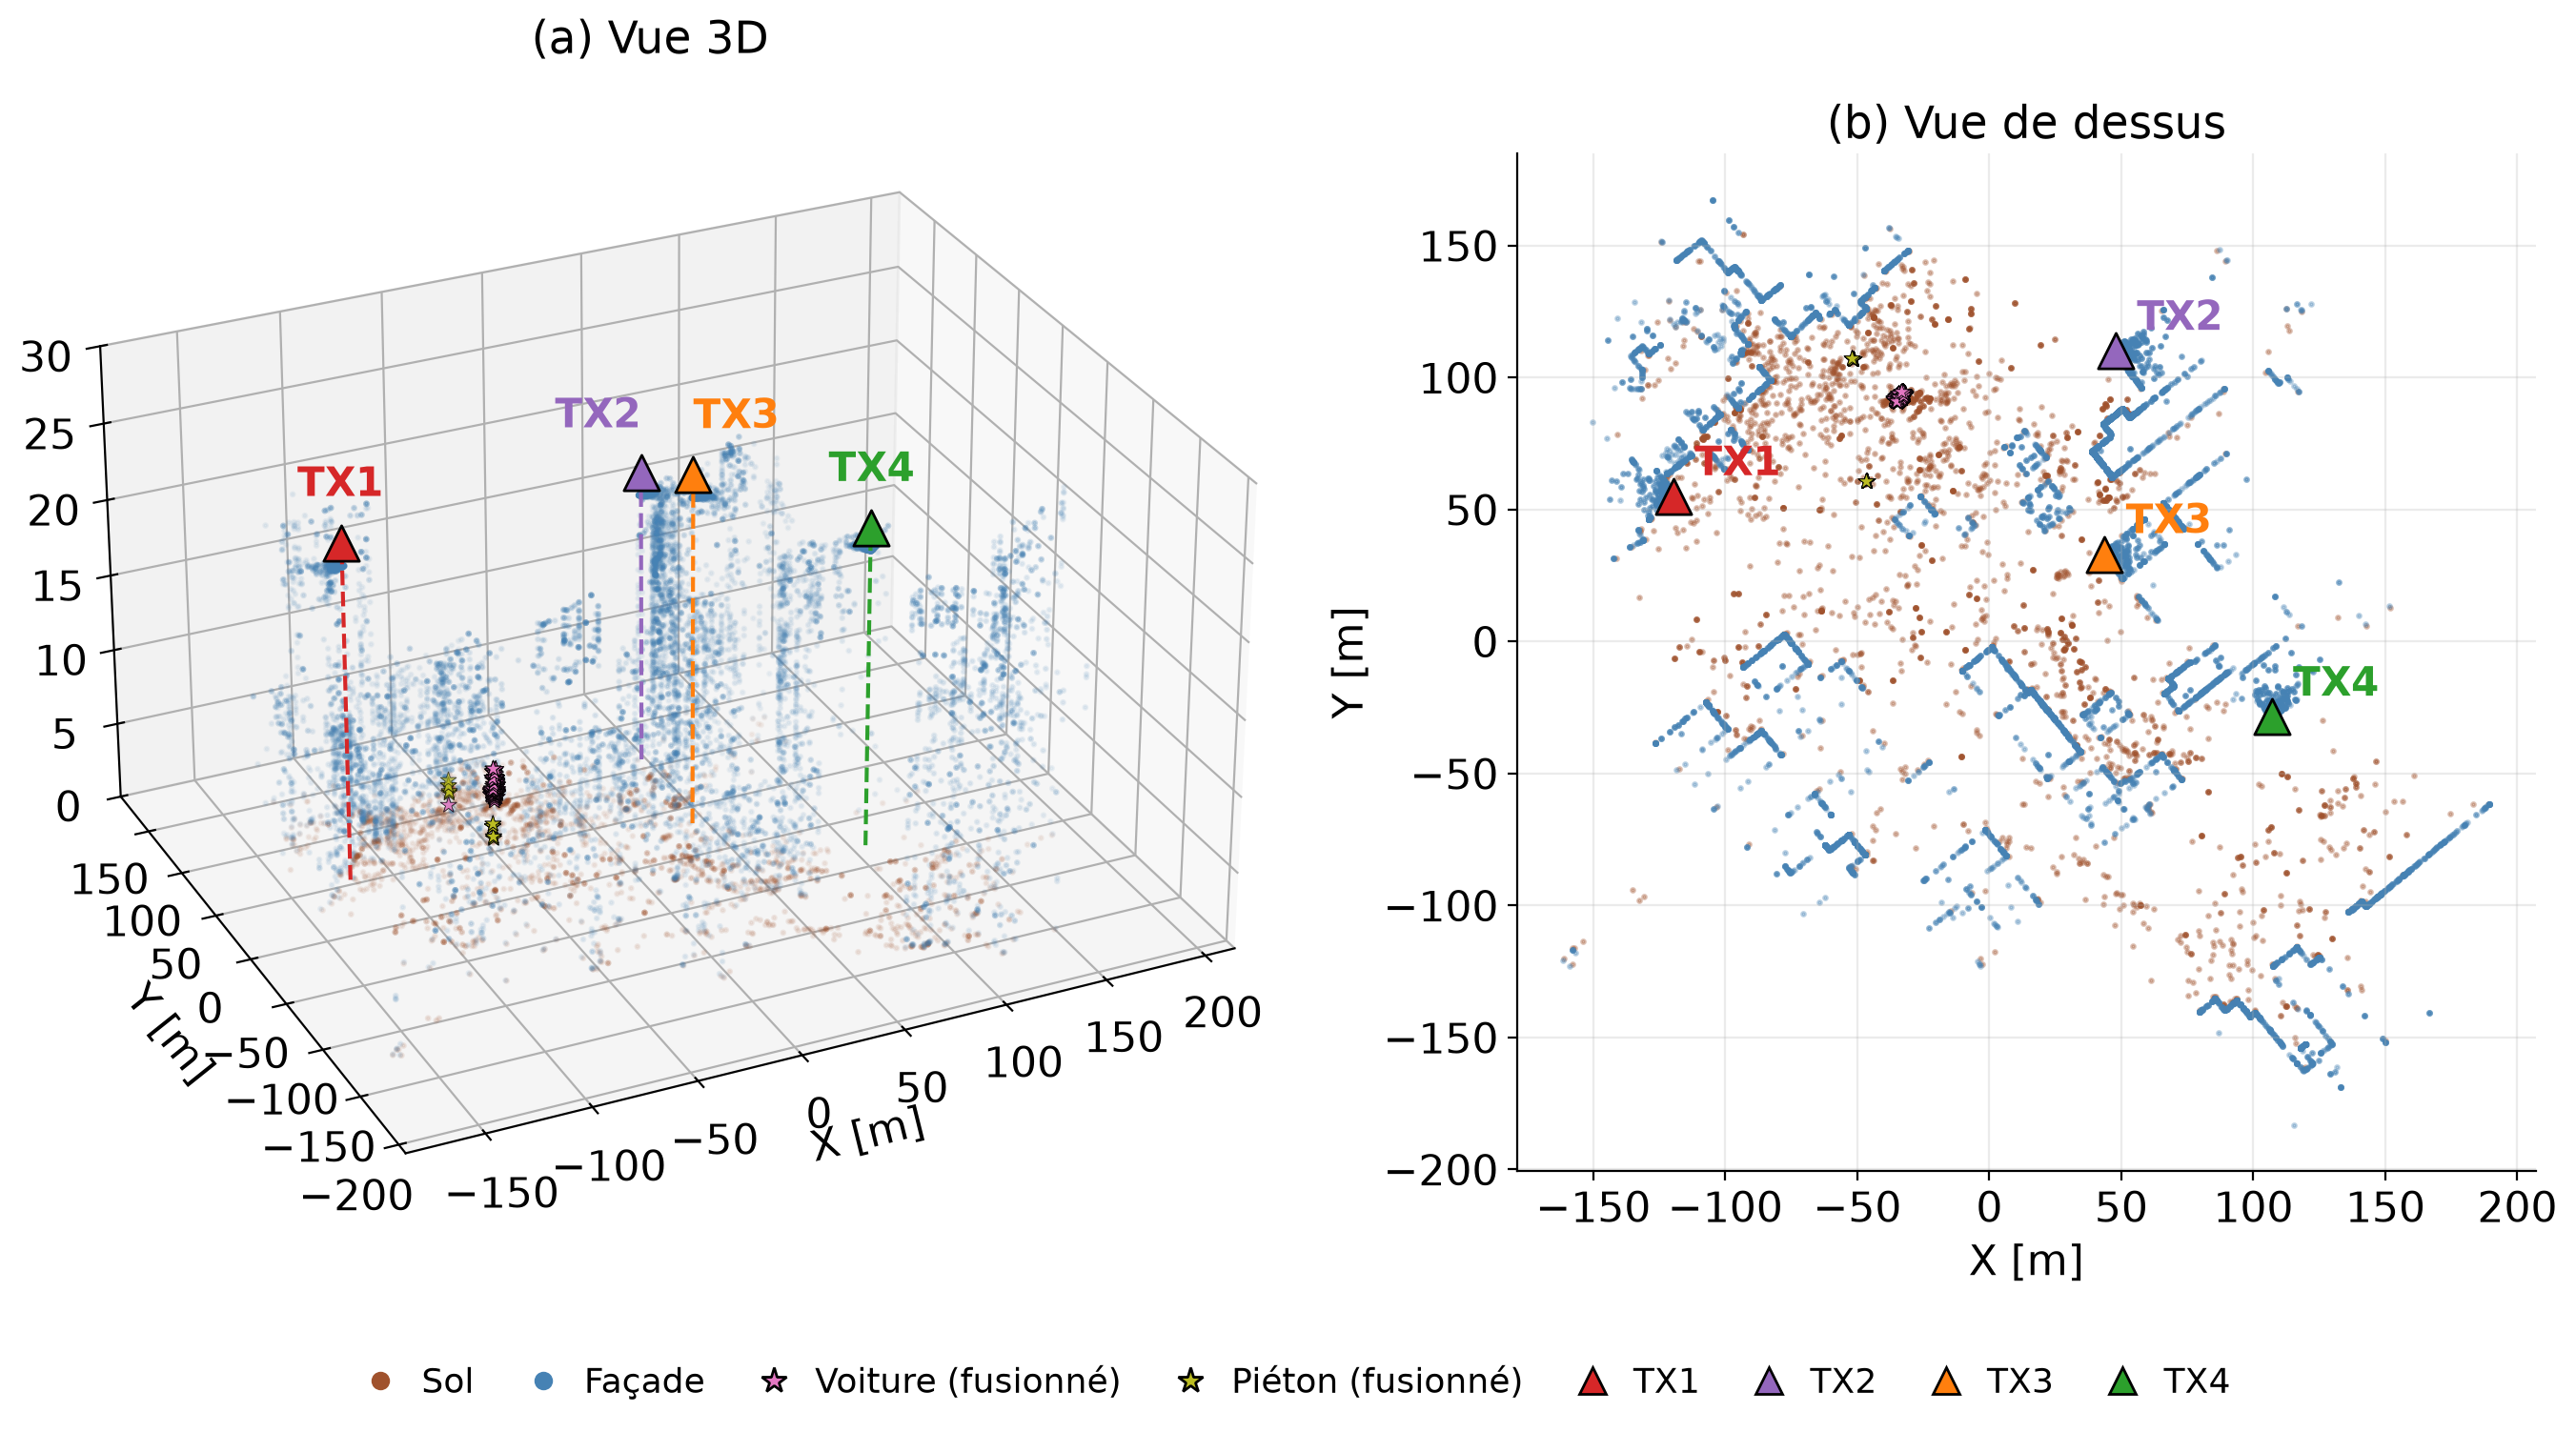 (a) Vue 3D
30
25
20
15
10
5
0
TX1
TX2
TX3
TX4
150
100
50
0
−50
−100
−150
−200
Y [m]
−150
−100
−50
0
50
100
150
200
X [m]
(b) Vue de dessus
150
100
50
0
−50
−100
−150
−200
Y [m]
TX2
TX1
TX3
TX4
−150 −100 −50 0 50 100 150 200
X [m]
Sol Façade Voiture (fusionné) Piéton (fusionné) TX1 TX2 TX3 TX4